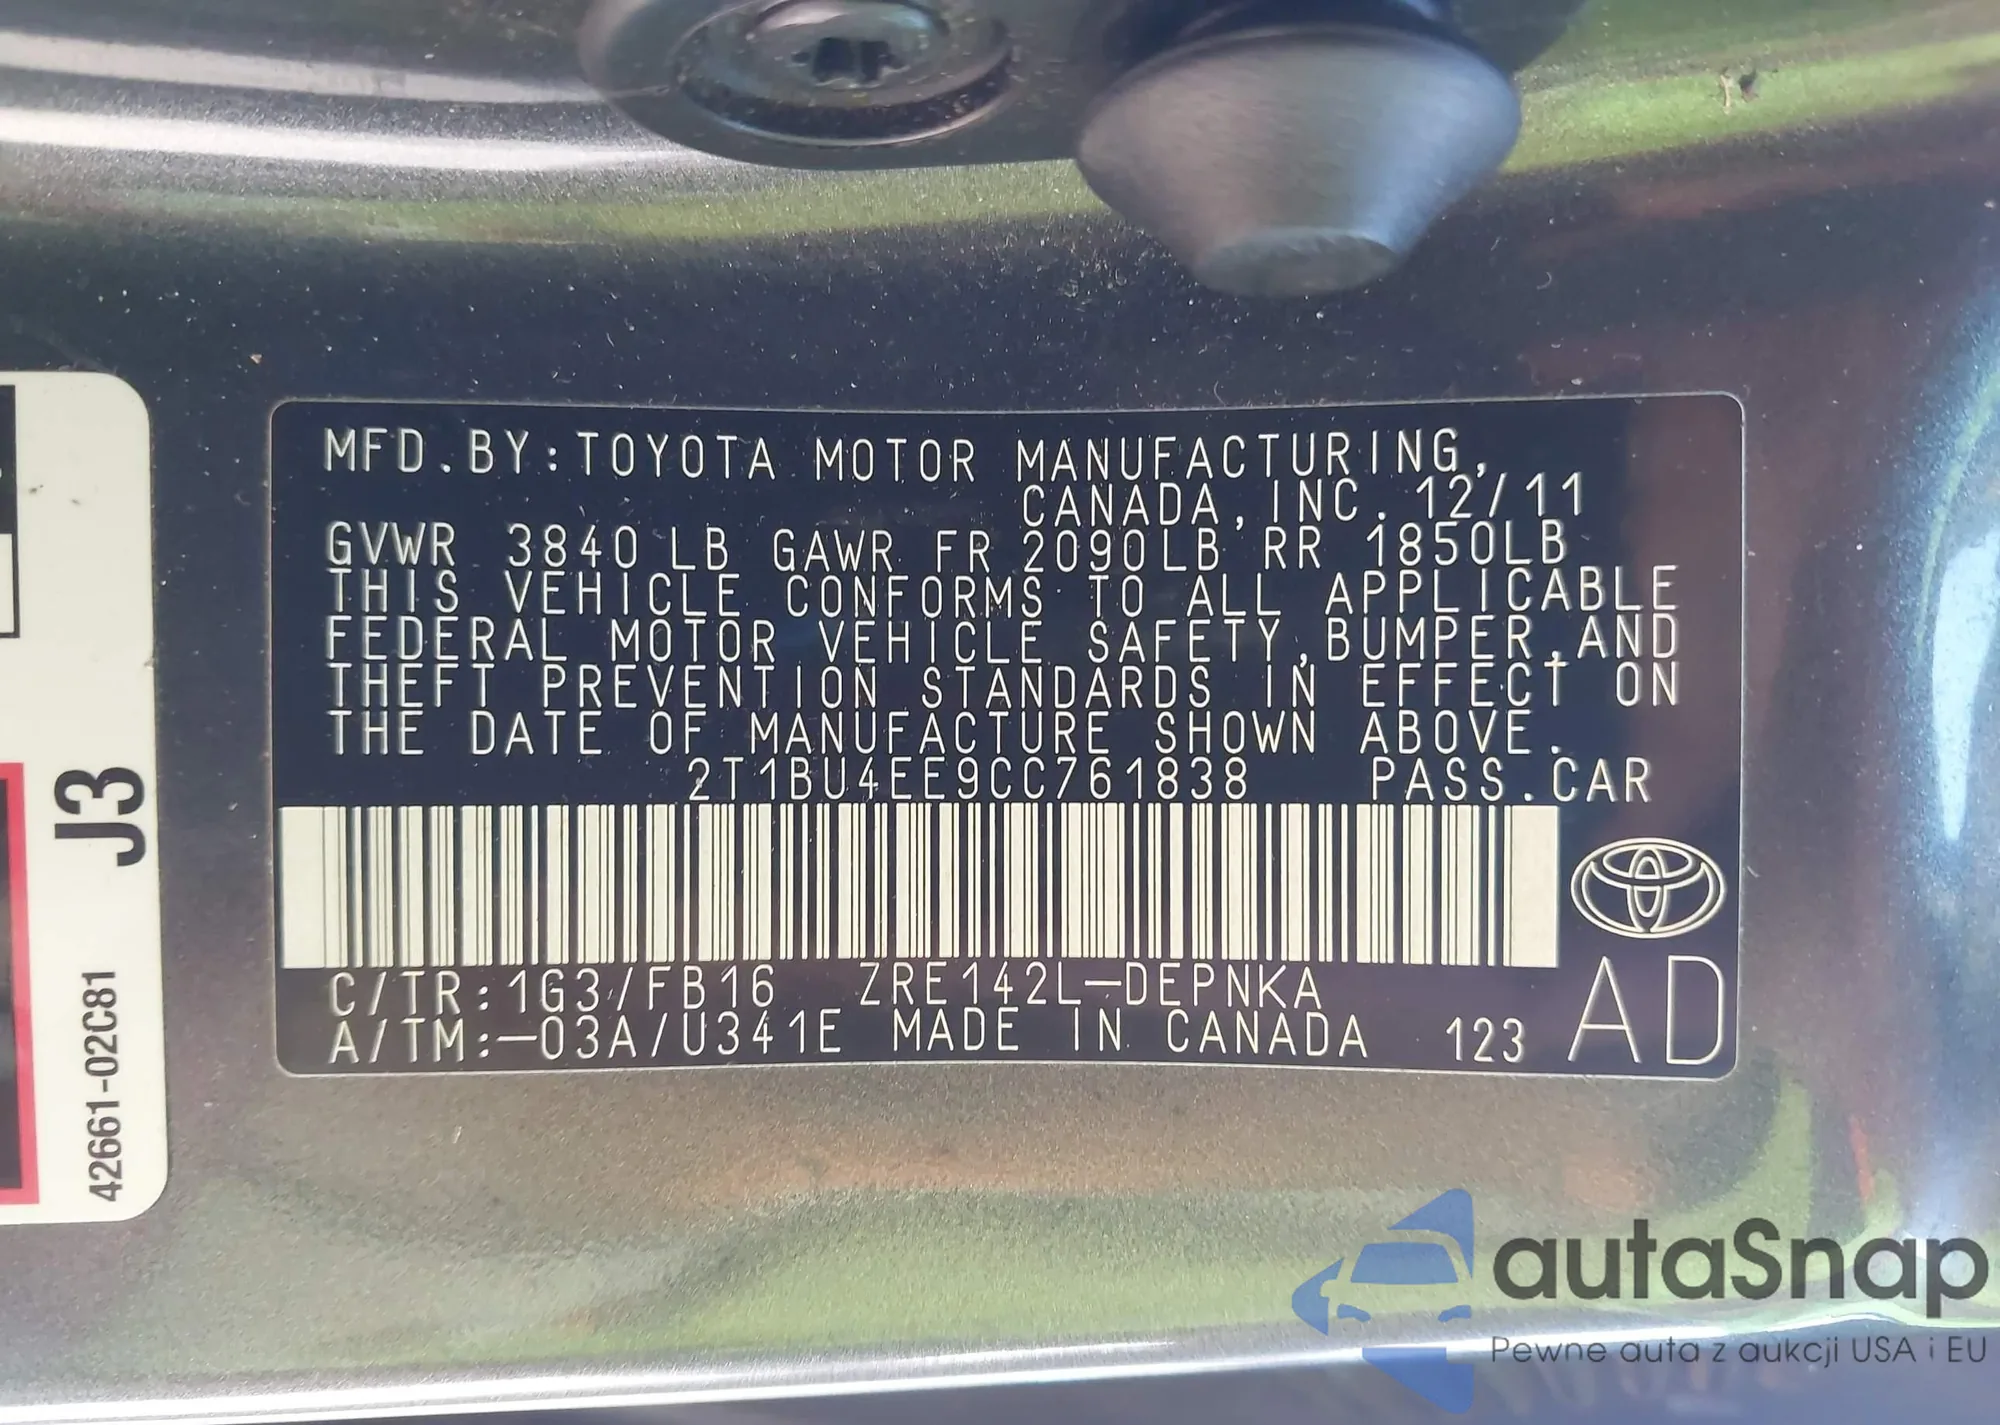 MFD.BY:TOYOTA MOTOR MANUFACTURING,
CANADA,INC. 12/11
GVWR 3840 LB GAWR FR 2090LB RR 1850LB
THIS VEHICLE CONFORMS TO ALL APPLICABLE
FEDERAL MOTOR VEHICLE SAFETY,BUMPER,AND
THEFT PREVENTION STANDARDS IN EFFECT ON
THE DATE OF MANUFACTURE SHOWN ABOVE.
2T1BU4EE9CC761838 PASS.CAR
C/TR:1G3/FB16 ZRE142L-DEPNKA
A/TM:-03A/U341E MADE IN CANADA 123 AD
J3
42661-02C81
autaSnap
Pewne auta z aukcji USA i EU